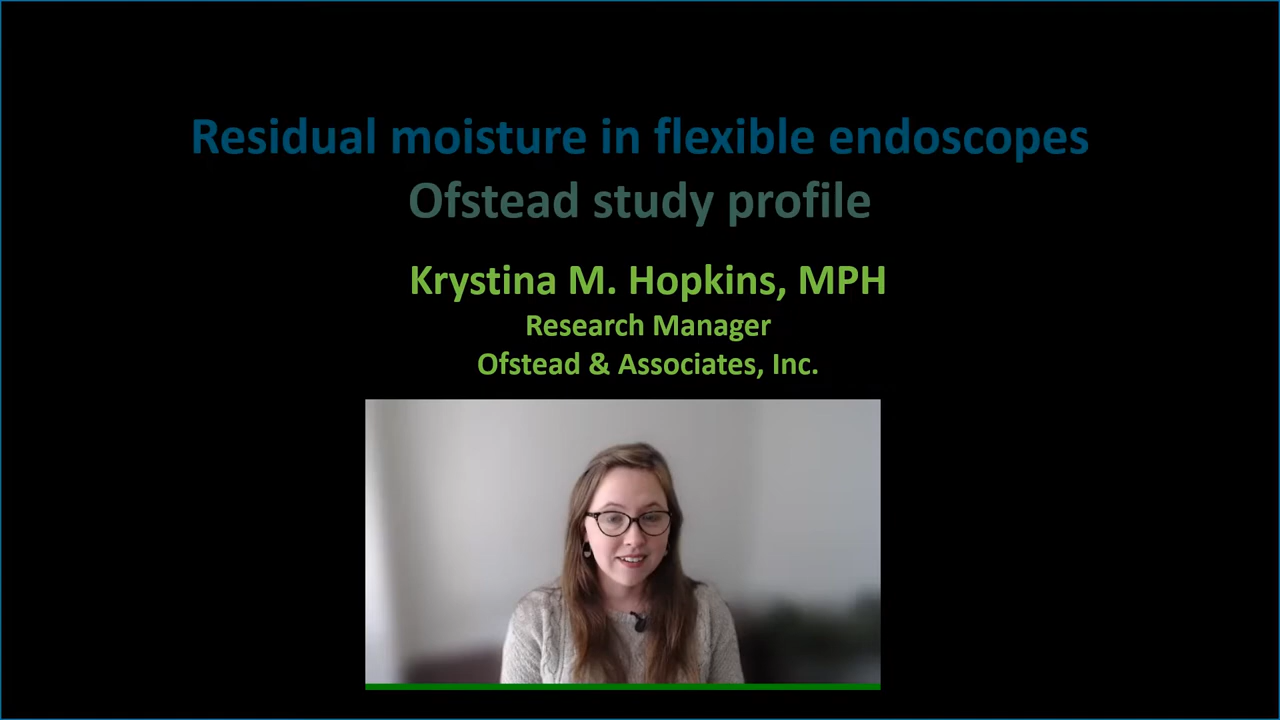 Residual moisture in flexible endoscopes
Ofstead study profile
Krystina M. Hopkins, MPH
Research Manager
Ofstead & Associates, Inc.